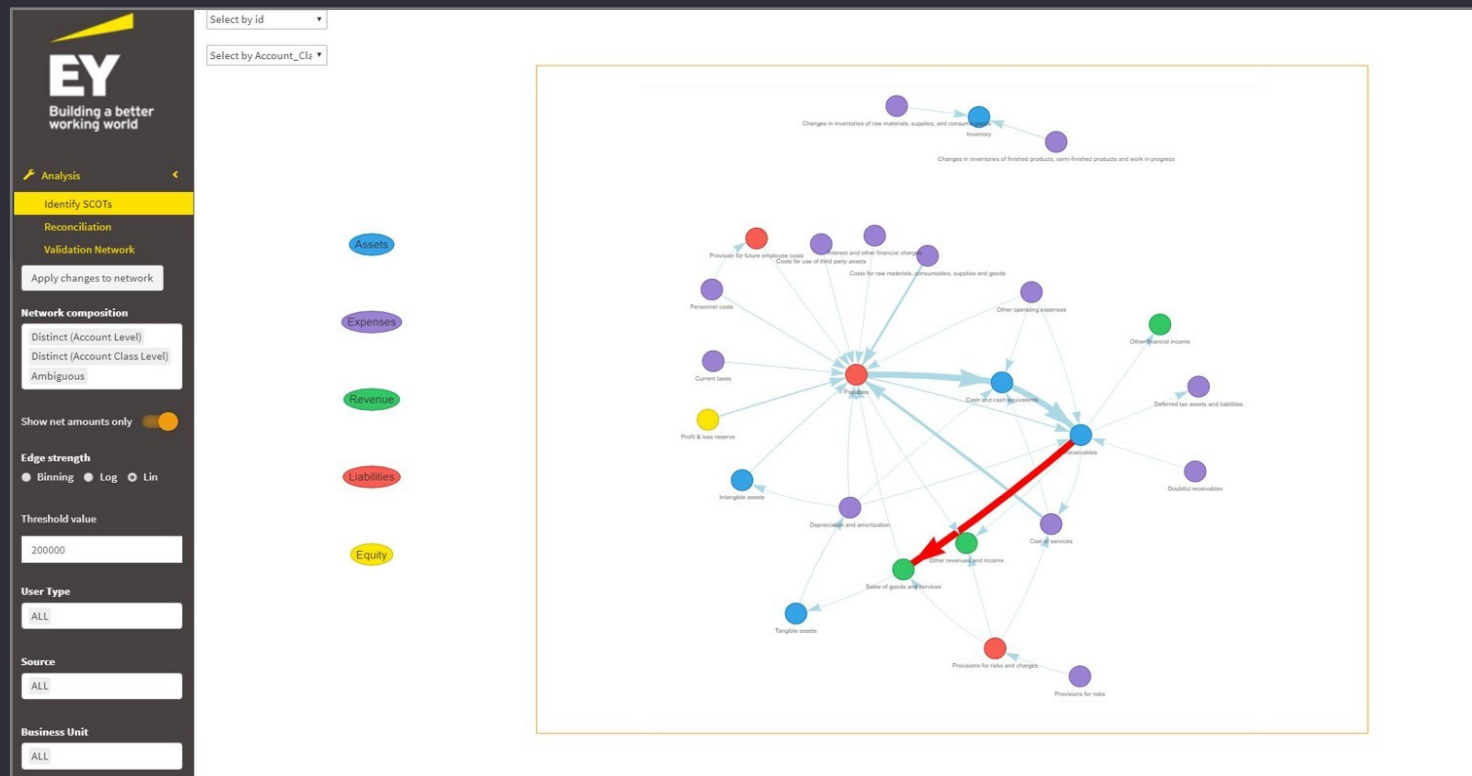 EY
Building a better
working world
Analysis
Identify SCOTs
Reconciliation
Validation Network
Apply changes to network
Network composition
Distinct (Account Level)
Distinct (Account Class Level)
Ambiguous
Show net amounts only
Edge strength
Binning Log Lin
Threshold value
200000
User Type
ALL
Source
ALL
Business Unit
ALL
Select by id
Select by Account_Cla
Assets
Expenses
Revenue
Liabilities
Equity
Changes in inventories of raw materials, supplies, and consume goods
Inventory
Changes in inventories of finished products, semi-finished products and work in progress
Provision for future employee costs
Interest and other financial charges
Costs for use of third party assets
Costs for raw materials, consumables, supplies and goods
Personnel costs
Other operating expenses
Other financial income
Current taxes
Payables
Cash and cash equivalents
Deferred tax assets and liabilities
Profit & loss reserve
Receivables
Intangible assets
Doubtful receivables
Depreciation and amortization
Cost of services
Other revenues and income
Sales of goods and services
Tangible assets
Provisions for risks and charges
Provisions for risks